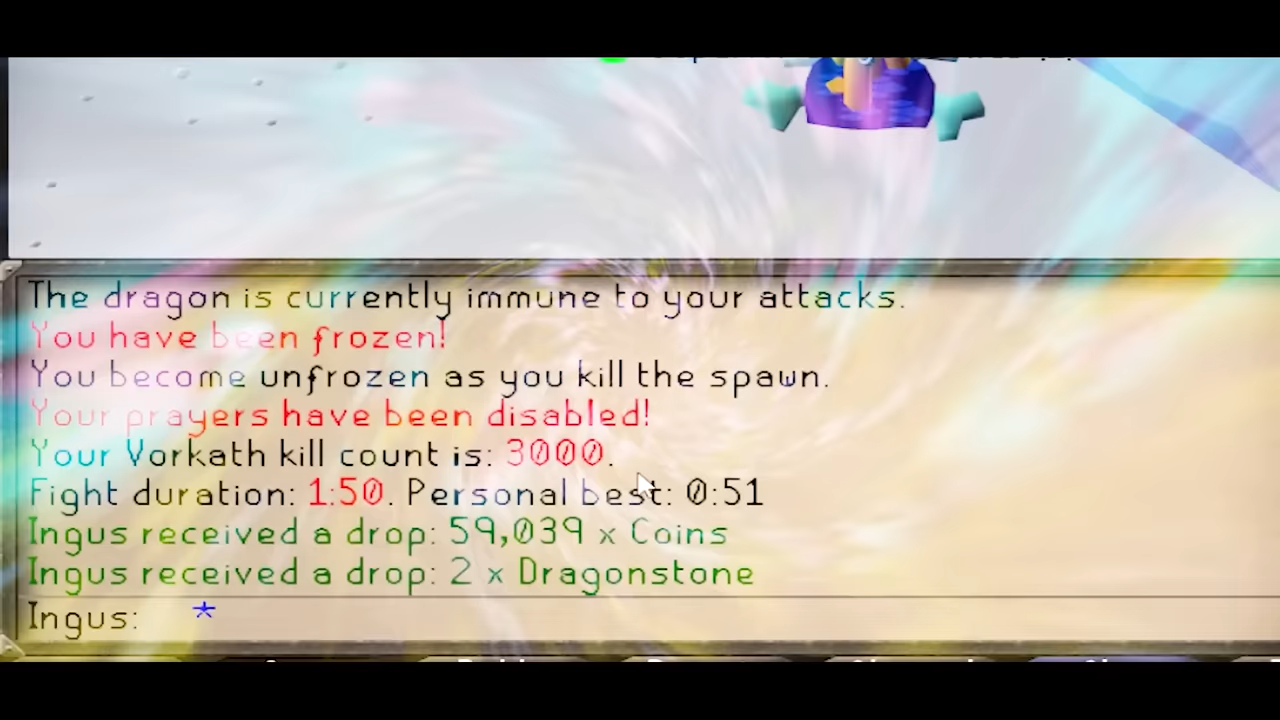 The dragon is currently immune to your attacks.
You have been frozen!
You become unfrozen as you kill the spawn.
Your prayers have been disabled!
Your Vorkath kill count is: 3000.
Fight duration: 1:50. Personal best: 0:51
Ingus received a drop: 59,039 x Coins
Ingus received a drop: 2 x Dragonstone
Ingus: *